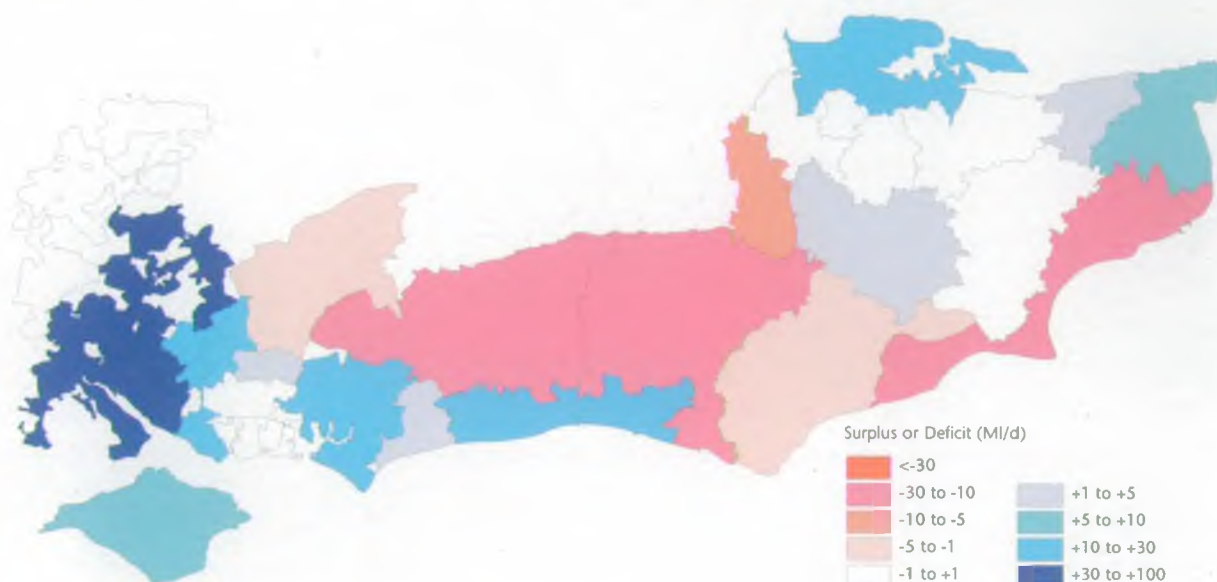 Surplus or Deficit (Ml/d)
<-30
-30 to -10
-10 to -5
-5 to -1
-1 to +1
+1 to +5
+5 to +10
+10 to +30
+30 to +100